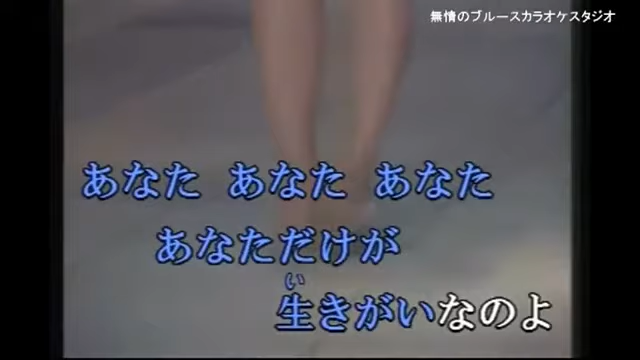 無情のブルースカラオケスタジオ
あなた あなた あなた
あなただけが
い
生きがいなのよ